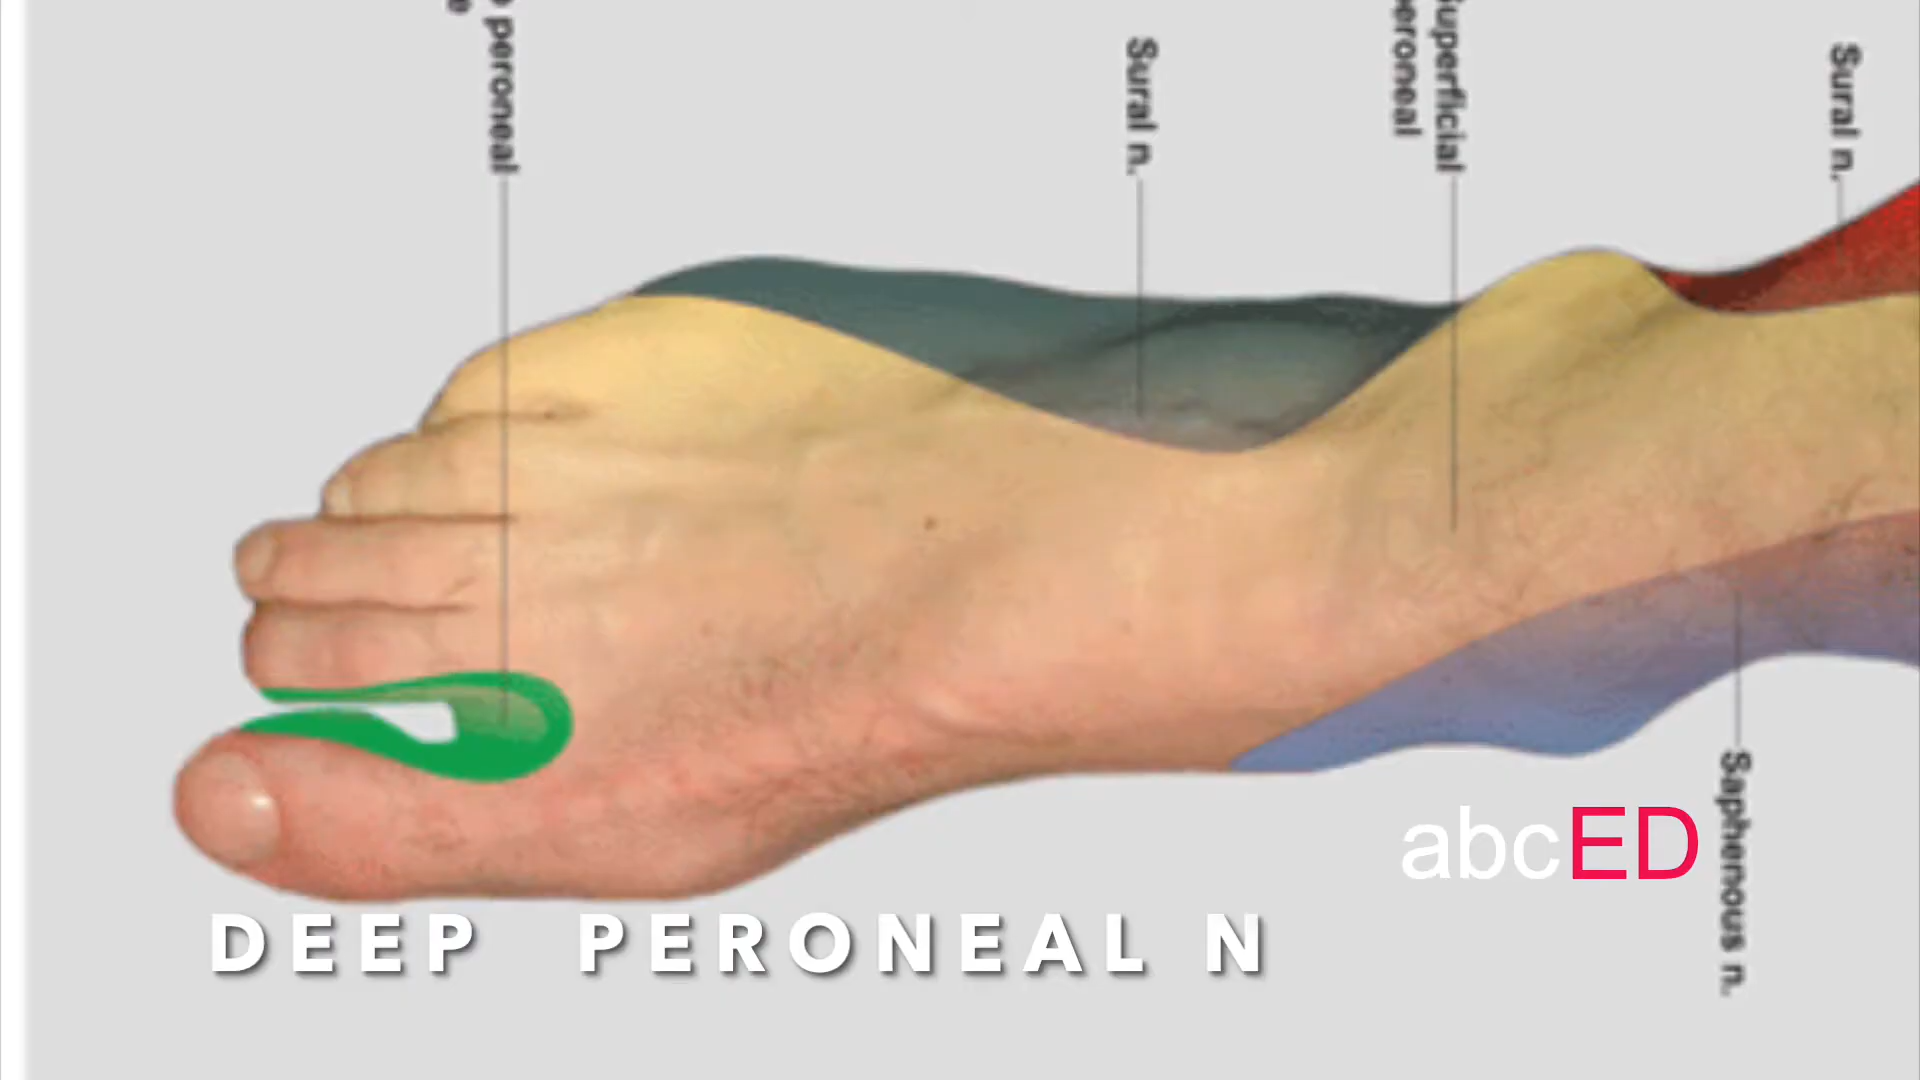 peroneal
Sural n.
Superficial
peroneal
Sural n.
Saphenous n.
abcED
DEEP PERONEAL N